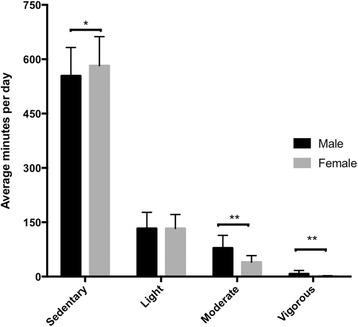 Average minutes per day
750
600
450
300
150
0
*
**
**
Male
Female
Sedentary
Light
Moderate
Vigorous